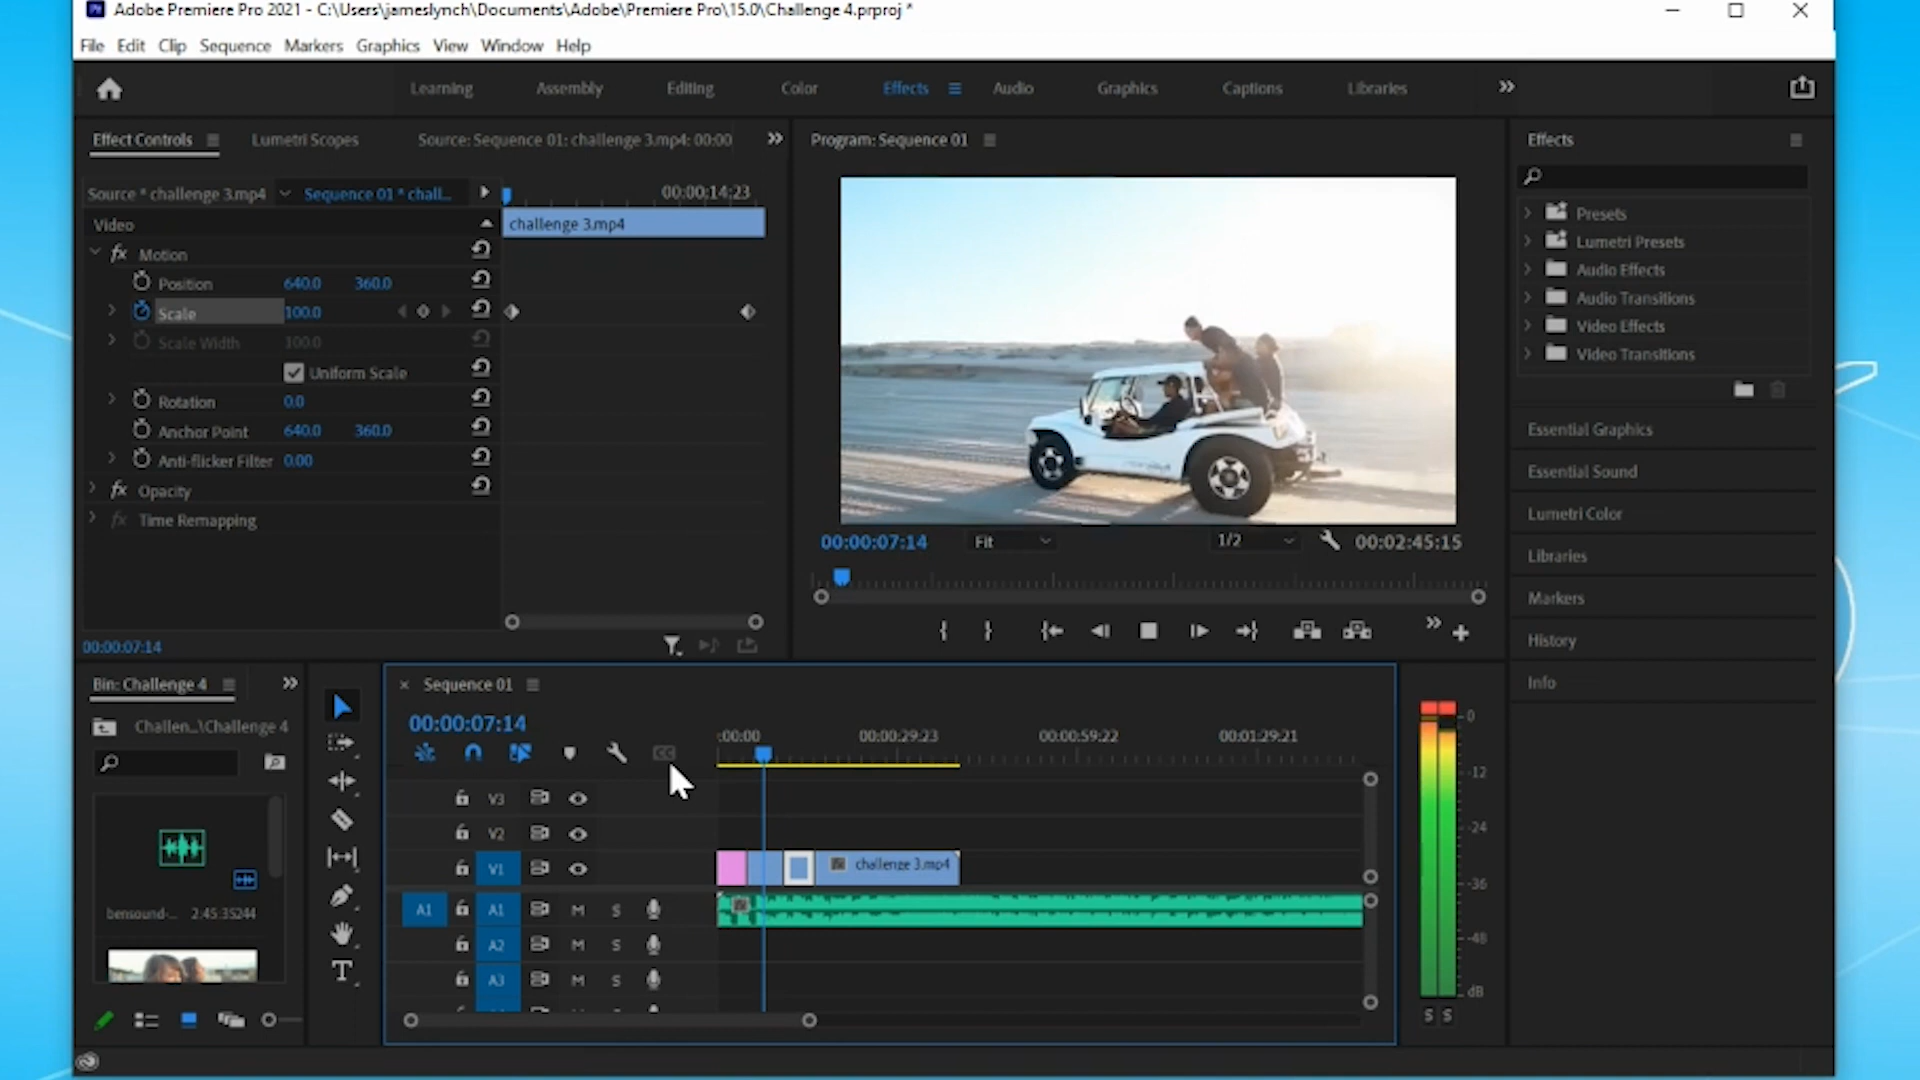 Adobe Premiere Pro 2021 - C:\Users\jameslynch\Documents\Adobe\Premiere Pro\15.0\Challenge 4.prproj *
File Edit Clip Sequence Markers Graphics View Window Help
Learning Assembly Editing Color Effects Audio Graphics Captions Libraries
Effect Controls Lumetri Scopes Source: Sequence 01: challenge 3.mp4: 00:00
Program: Sequence 01
Effects
Source * challenge 3.mp4 Sequence 01 * chall... 00:00:14:23
Video challenge 3.mp4
fx Motion
Position 640.0 360.0
Scale 100.0
Scale Width 100.0
Uniform Scale
Rotation 0.0
Anchor Point 640.0 360.0
Anti-flicker Filter 0.00
fx Opacity
fx Time Remapping
00:00:07:14
00:00:07:14 Fit 1/2 00:02:45:15
Presets
Lumetri Presets
Audio Effects
Audio Transitions
Video Effects
Video Transitions
Essential Graphics
Essential Sound
Lumetri Color
Libraries
Markers
History
Info
Bin: Challenge 4
Challen...\Challenge 4
bensound-... 2:45:35244
Sequence 01
00:00:07:14
:00:00 00:00:29:23 00:00:59:22 00:01:29:21
V3
V2
V1 challenge 3.mp4
A1 A1 M S
A2 M S
A3 M S
0
-12
-24
-36
-48
dB
S S